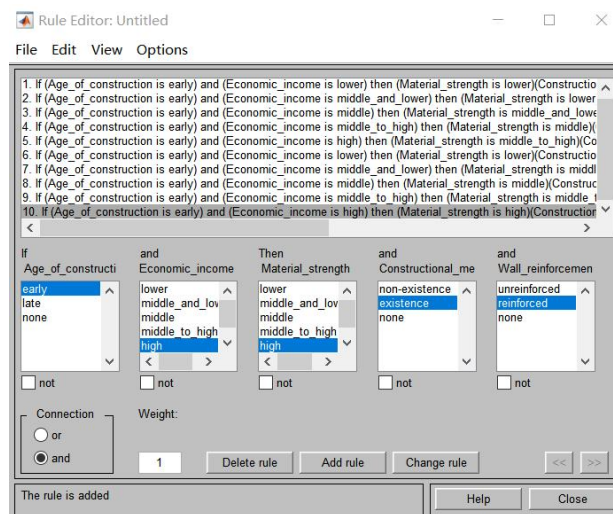 Rule Editor: Untitled
File Edit View Options
1. If (Age_of_construction is early) and (Economic_income is lower) then (Material_strength is lower)(Constructio
2. If (Age_of_construction is early) and (Economic_income is middle_and_lower) then (Material_strength is lower
3. If (Age_of_construction is early) and (Economic_income is middle) then (Material_strength is middle_and_lowe
4. If (Age_of_construction is early) and (Economic_income is middle_to_high) then (Material_strength is middle)(
5. If (Age_of_construction is early) and (Economic_income is high) then (Material_strength is middle_to_high)(Co
6. If (Age_of_construction is early) and (Economic_income is lower) then (Material_strength is lower)(Constructio
7. If (Age_of_construction is early) and (Economic_income is middle_and_lower) then (Material_strength is middl
8. If (Age_of_construction is early) and (Economic_income is middle) then (Material_strength is middle)(Construc
9. If (Age_of_construction is early) and (Economic_income is middle_to_high) then (Material_strength is middle_t
10. If (Age_of_construction is early) and (Economic_income is high) then (Material_strength is high)(Construction
If and Then and and
Age_of_constructi Economic_income Material_strength Constructional_me Wall_reinforcemen
early lower lower non-existence unreinforced
late middle_and_low middle_and_low existence reinforced
none middle middle none none
middle_to_high middle_to_high
high high
not not not not not
Connection Weight:
or
and 1 Delete rule Add rule Change rule << >>
The rule is added Help Close